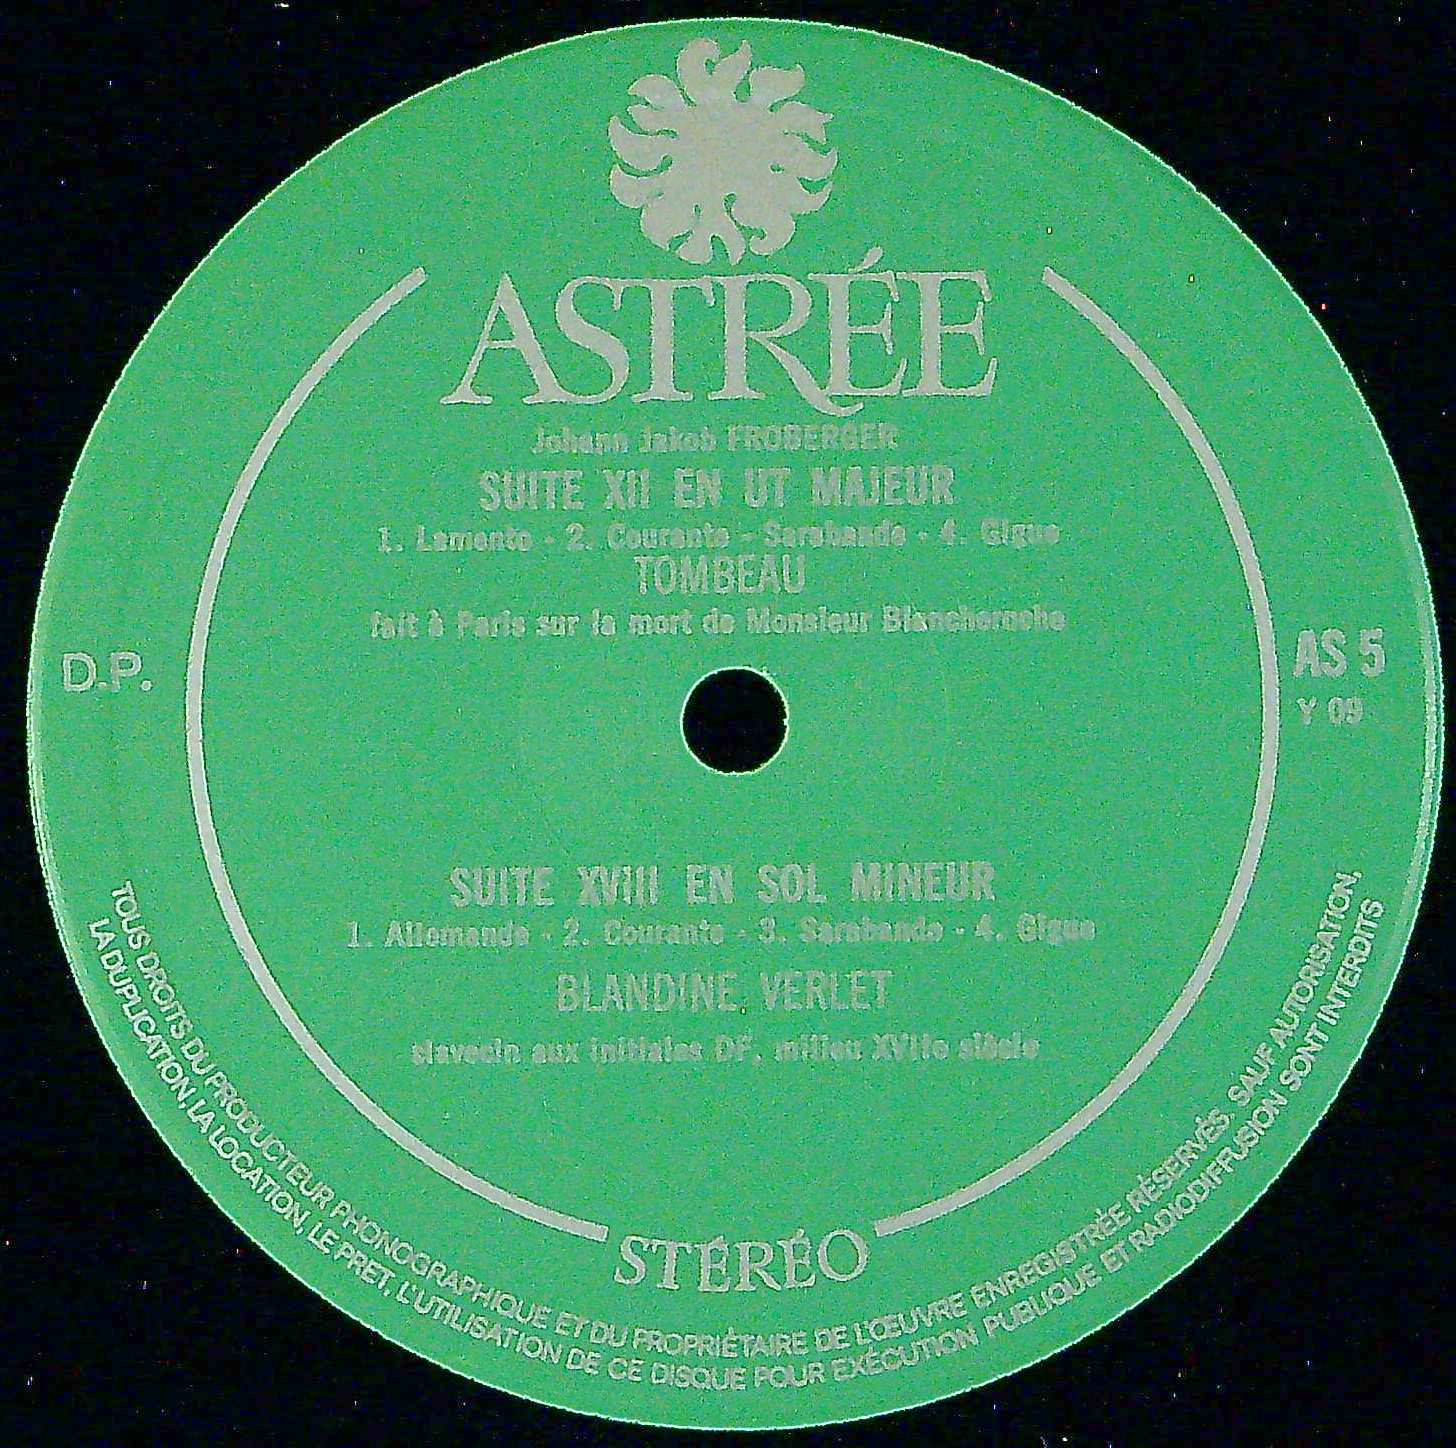 ASTRÉE
Johann Jakob FROBERGER
SUITE XII EN UT MAJEUR
1. Lamento - 2. Courante - Sarabande - 4. Gigue
TOMBEAU
fait à Paris sur la mort de Monsieur Blancheroche
D.P.
AS 5
Y 09
SUITE XVIII EN SOL MINEUR
1. Allemande - 2. Courante - 3. Sarabande - 4. Gigue
BLANDINE VERLET
clavecin aux initiales DF, milieu XVIIe siècle
STÉRÉO
TOUS DROITS DU PRODUCTEUR PHONOGRAPHIQUE ET DU PROPRIÉTAIRE DE L'ŒUVRE ENREGISTRÉE RÉSERVÉS. SAUF AUTORISATION,
LA DUPLICATION, LA LOCATION, LE PRET, L'UTILISATION DE CE DISQUE POUR EXÉCUTION PUBLIQUE ET RADIODIFFUSION SONT INTERDITS